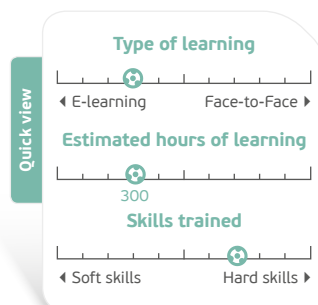 Quick view
Type of learning
◂ E-learning Face-to-Face ▸
Estimated hours of learning
300
Skills trained
◂ Soft skills Hard skills ▸